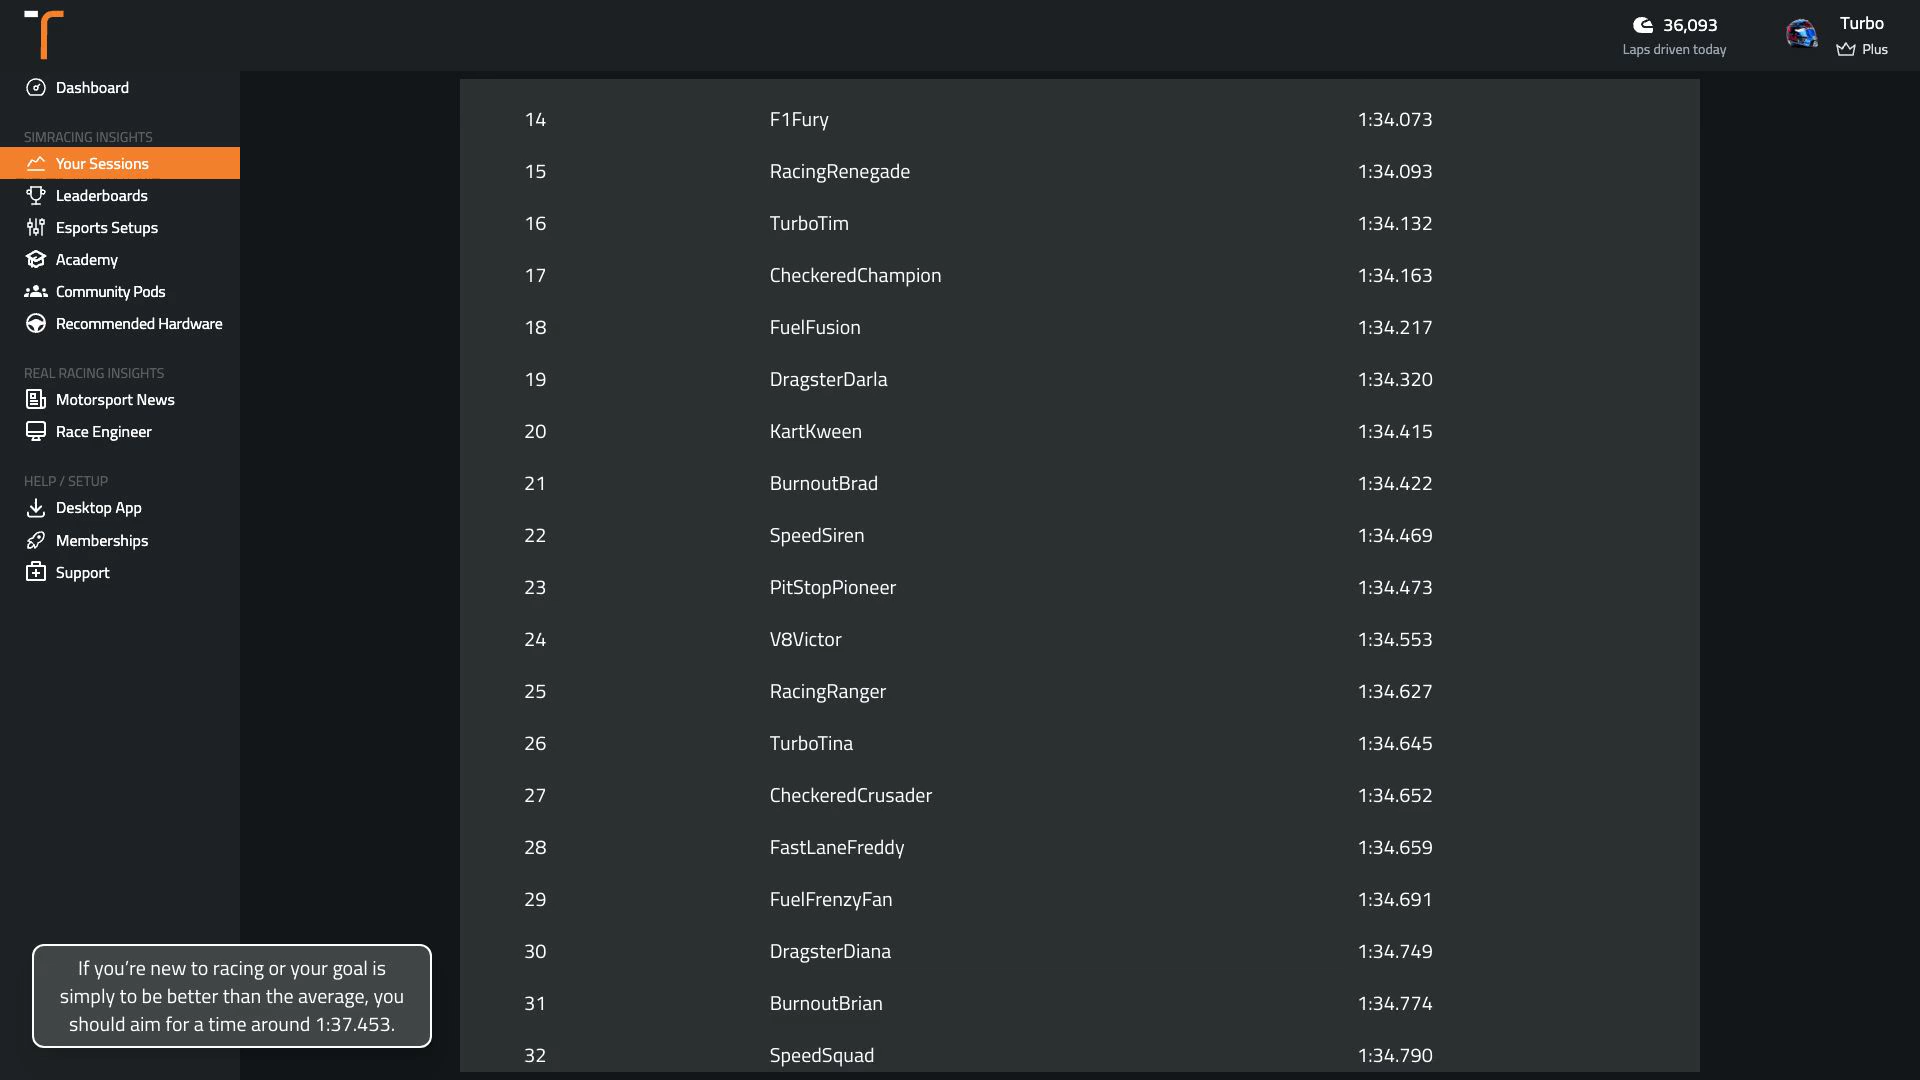 36,093
Laps driven today
Turbo
Plus
Dashboard
SIMRACING INSIGHTS
Your Sessions
Leaderboards
Esports Setups
Academy
Community Pods
Recommended Hardware
REAL RACING INSIGHTS
Motorsport News
Race Engineer
HELP / SETUP
Desktop App
Memberships
Support
14 F1Fury 1:34.073
15 RacingRenegade 1:34.093
16 TurboTim 1:34.132
17 CheckeredChampion 1:34.163
18 FuelFusion 1:34.217
19 DragsterDarla 1:34.320
20 KartKween 1:34.415
21 BurnoutBrad 1:34.422
22 SpeedSiren 1:34.469
23 PitStopPioneer 1:34.473
24 V8Victor 1:34.553
25 RacingRanger 1:34.627
26 TurboTina 1:34.645
27 CheckeredCrusader 1:34.652
28 FastLaneFreddy 1:34.659
29 FuelFrenzyFan 1:34.691
30 DragsterDiana 1:34.749
31 BurnoutBrian 1:34.774
32 SpeedSquad 1:34.790
If you’re new to racing or your goal is
simply to be better than the average, you
should aim for a time around 1:37.453.